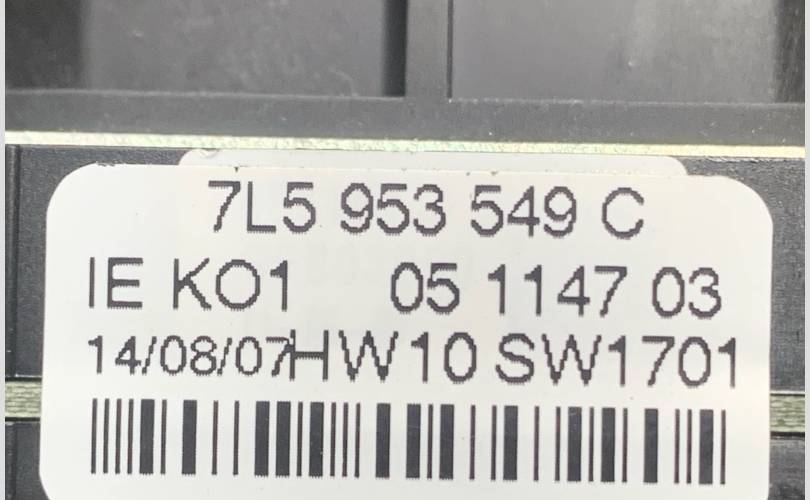 7L5 953 549 C
IE KO1 05 1147 03
14/08/07HW10 SW1701